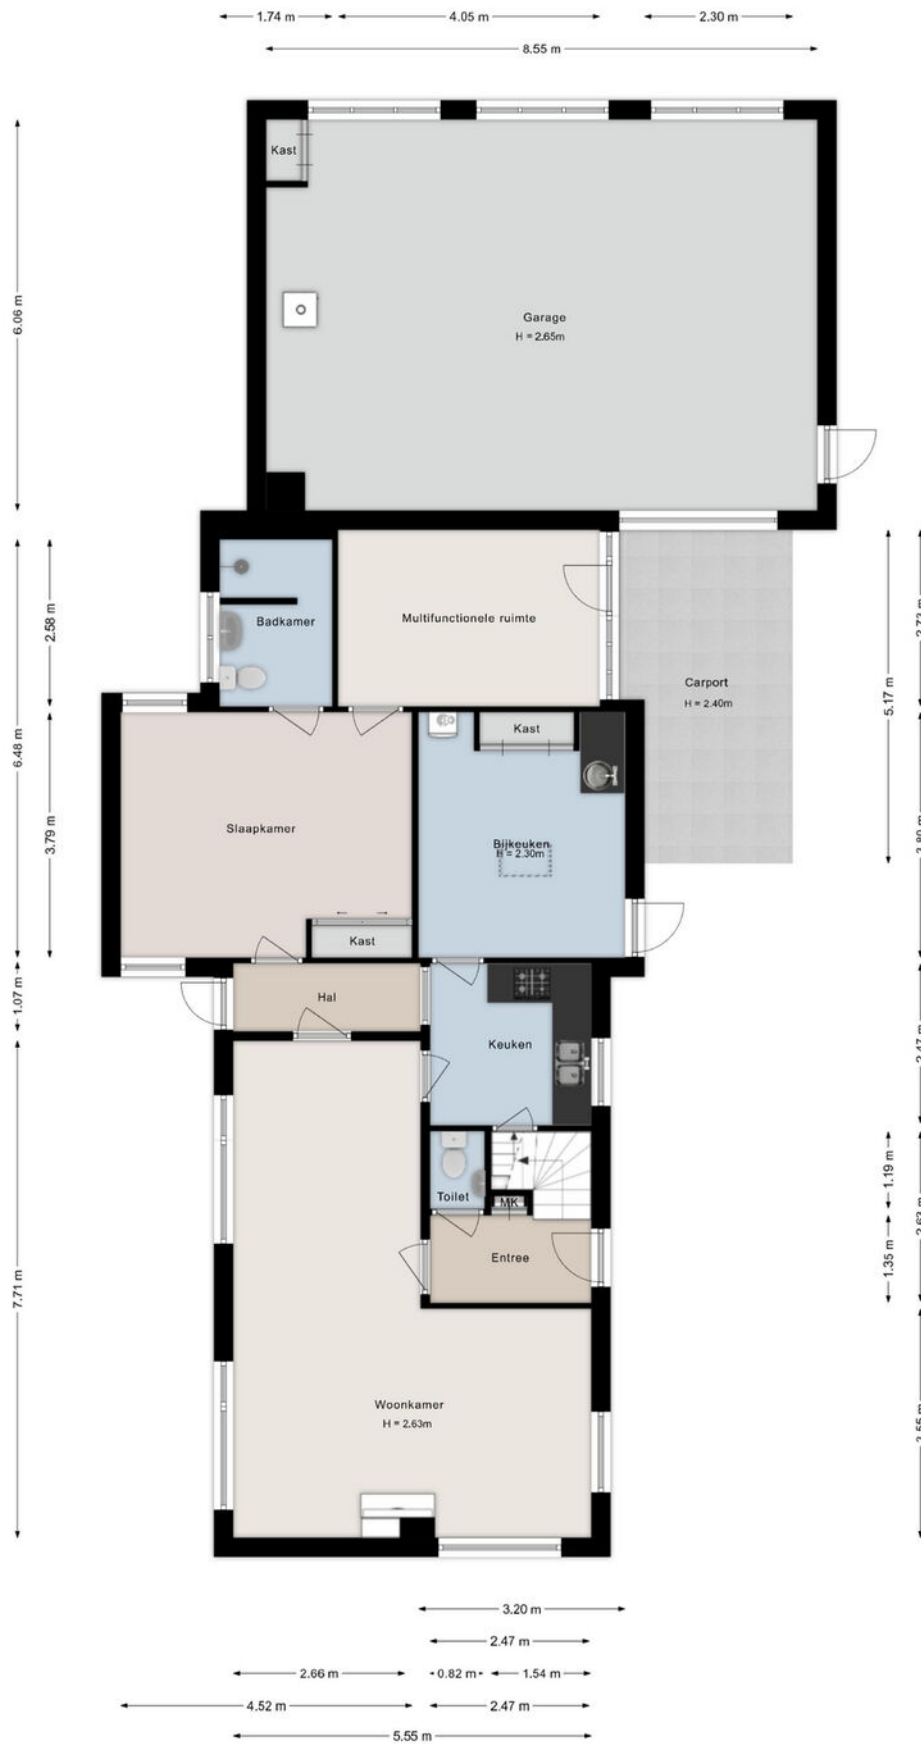 1.74 m
4.05 m
2.30 m
8.55 m
Kast
6.06 m
Garage
H = 2.65m
2.58 m
Badkamer
Multifunctionele ruimte
Carport
H = 2.40m
5.17 m
6.48 m
Kast
3.79 m
Slaapkamer
Bijkeuken
H = 2.30m
Kast
1.07 m
Hal
Keuken
1.19 m
Toilet
MK
Entree
1.35 m
7.71 m
Woonkamer
H = 2.63m
3.20 m
2.47 m
2.66 m
0.82 m
1.54 m
4.52 m
2.47 m
5.55 m